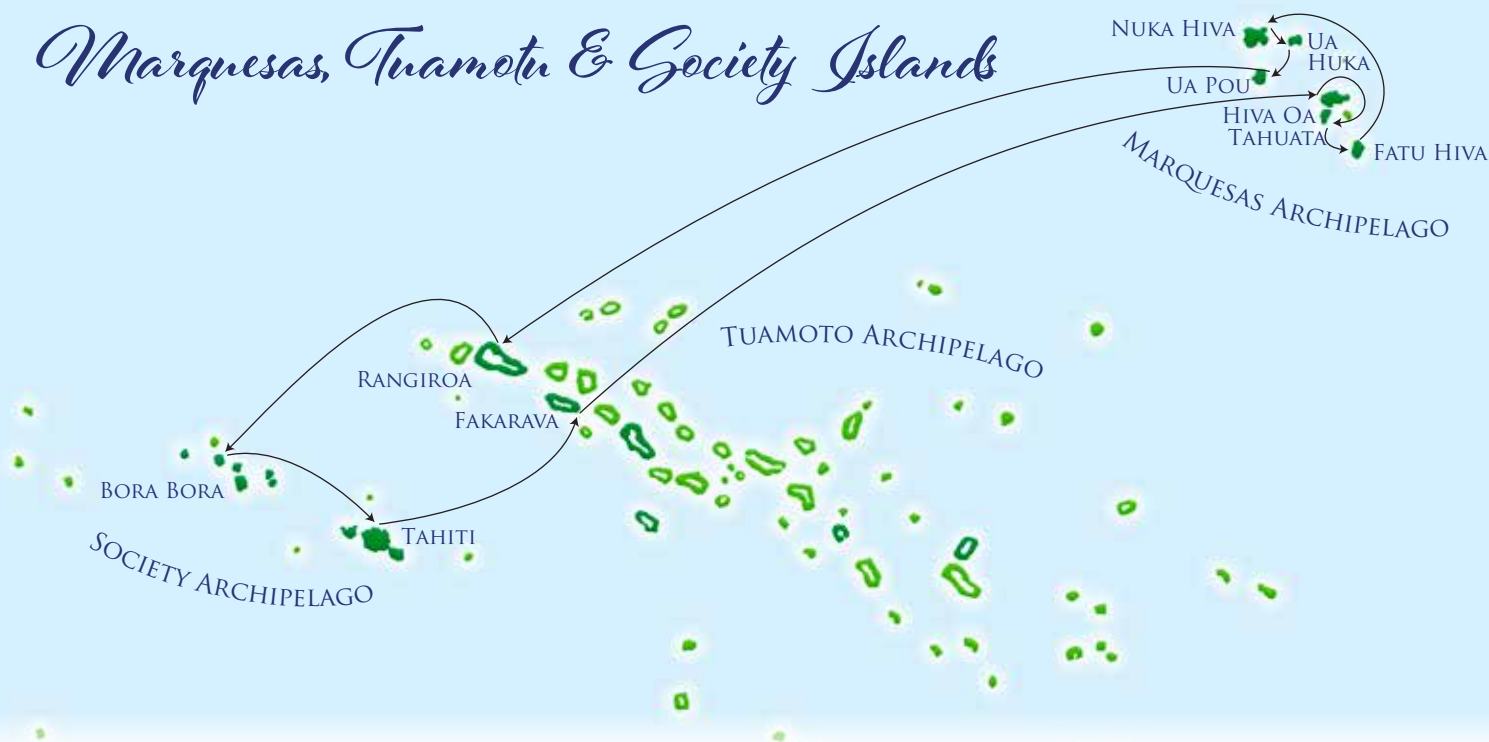 Marquesas, Tuamotu & Society Islands
NUKA HIVA
UA
HUKA
UA POU
HIVA OA
TAHUATA
FATU HIVA
MARQUESAS ARCHIPELAGO
TUAMOTO ARCHIPELAGO
RANGIROA
FAKARAVA
BORA BORA
TAHITI
SOCIETY ARCHIPELAGO